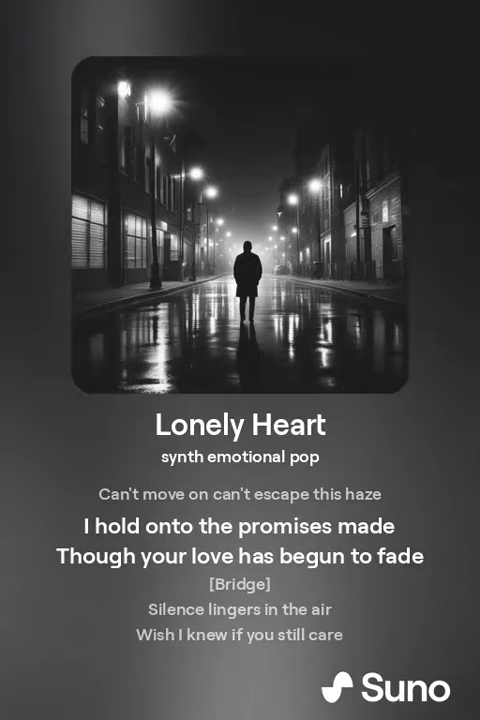 Lonely Heart
synth emotional pop
Can't move on can't escape this haze
I hold onto the promises made
Though your love has begun to fade
[Bridge]
Silence lingers in the air
Wish I knew if you still care
Suno